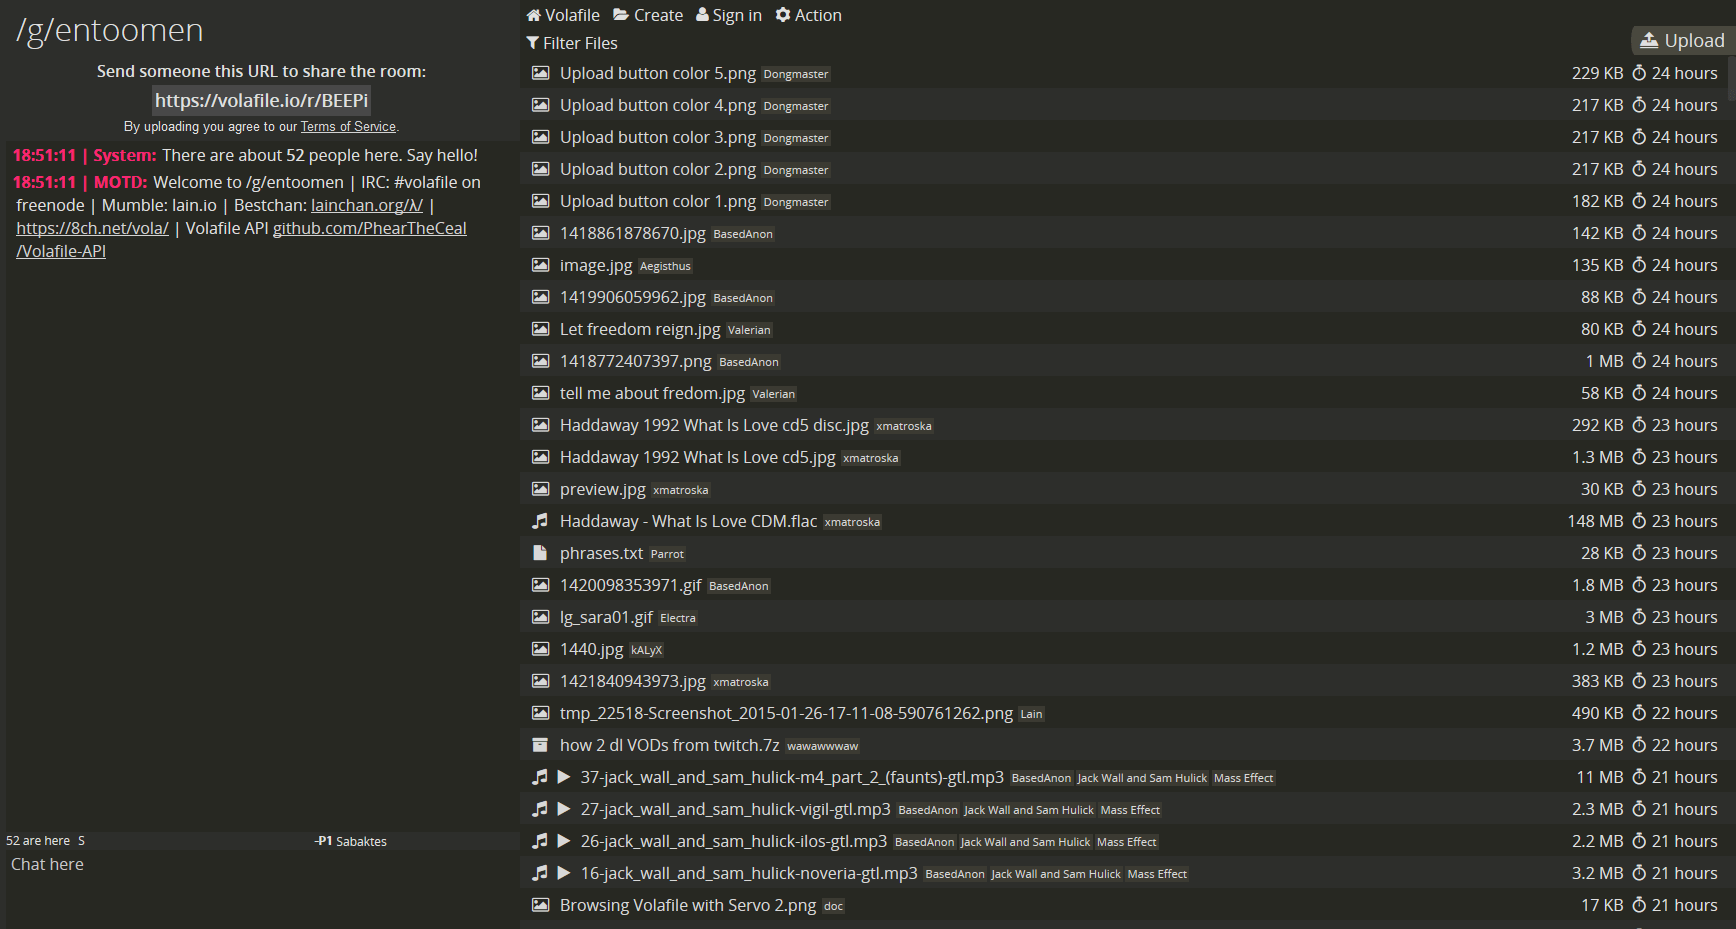 /g/entoomen
Send someone this URL to share the room:
https://volafile.io/r/BEEPi
By uploading you agree to our Terms of Service.
18:51:11 | System: There are about 52 people here. Say hello!
18:51:11 | MOTD: Welcome to /g/entoomen | IRC: #volafile on
freenode | Mumble: lain.io | Bestchan: lainchan.org/λ/ |
https://8ch.net/vola/ | Volafile API github.com/PhearTheCeal
/Volafile-API
52 are here S -P1 Sabaktes
Chat here
Volafile Create Sign in Action
Filter Files
Upload
Upload button color 5.png Dongmaster 229 KB 24 hours
Upload button color 4.png Dongmaster 217 KB 24 hours
Upload button color 3.png Dongmaster 217 KB 24 hours
Upload button color 2.png Dongmaster 217 KB 24 hours
Upload button color 1.png Dongmaster 182 KB 24 hours
1418861878670.jpg BasedAnon 142 KB 24 hours
image.jpg Aegisthus 135 KB 24 hours
1419906059962.jpg BasedAnon 88 KB 24 hours
Let freedom reign.jpg Valerian 80 KB 24 hours
1418772407397.png BasedAnon 1 MB 24 hours
tell me about fredom.jpg Valerian 58 KB 24 hours
Haddaway 1992 What Is Love cd5 disc.jpg xmatroska 292 KB 23 hours
Haddaway 1992 What Is Love cd5.jpg xmatroska 1.3 MB 23 hours
preview.jpg xmatroska 30 KB 23 hours
Haddaway - What Is Love CDM.flac xmatroska 148 MB 23 hours
phrases.txt Parrot 28 KB 23 hours
1420098353971.gif BasedAnon 1.8 MB 23 hours
lg_sara01.gif Electra 3 MB 23 hours
1440.jpg kALyX 1.2 MB 23 hours
1421840943973.jpg xmatroska 383 KB 23 hours
tmp_22518-Screenshot_2015-01-26-17-11-08-590761262.png Lain 490 KB 22 hours
how 2 dl VODs from twitch.7z wawawwwaw 3.7 MB 22 hours
37-jack_wall_and_sam_hulick-m4_part_2_(faunts)-gtl.mp3 BasedAnon Jack Wall and Sam Hulick Mass Effect 11 MB 21 hours
27-jack_wall_and_sam_hulick-vigil-gtl.mp3 BasedAnon Jack Wall and Sam Hulick Mass Effect 2.3 MB 21 hours
26-jack_wall_and_sam_hulick-ilos-gtl.mp3 BasedAnon Jack Wall and Sam Hulick Mass Effect 2.2 MB 21 hours
16-jack_wall_and_sam_hulick-noveria-gtl.mp3 BasedAnon Jack Wall and Sam Hulick Mass Effect 3.2 MB 21 hours
Browsing Volafile with Servo 2.png doc 17 KB 21 hours